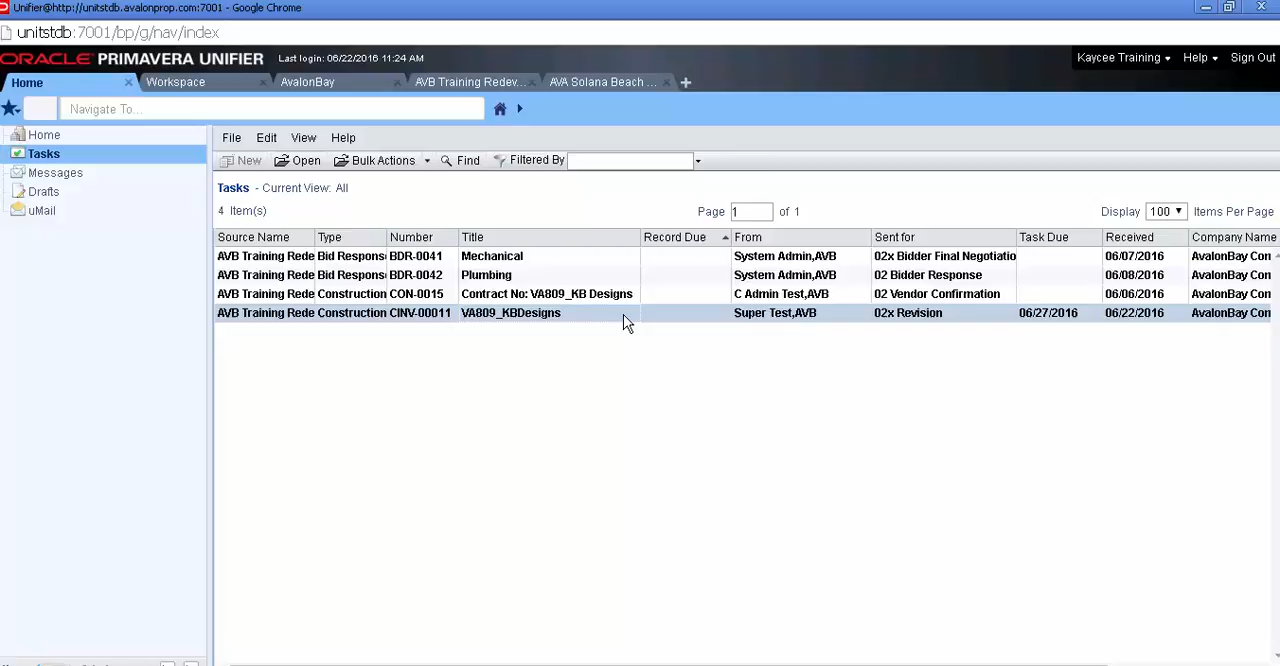 Unifier@http://unitstdb.avalonprop.com:7001 - Google Chrome
unitstdb:7001/bp/g/nav/index
ORACLE PRIMAVERA UNIFIER Last login: 06/22/2016 11:24 AM Kaycee Training Help Sign Out
Home Workspace AvalonBay AVB Training Redev... AVA Solana Beach ...
Navigate To...
Home
Tasks
Messages
Drafts
uMail
File Edit View Help
New Open Bulk Actions Find Filtered By
Tasks - Current View: All
4 Item(s) Page 1 of 1 Display 100 Items Per Page
Source Name Type Number Title Record Due From Sent for Task Due Received Company Name
AVB Training Rede Bid Respons BDR-0041 Mechanical System Admin,AVB 02x Bidder Final Negotiatio 06/07/2016 AvalonBay Con
AVB Training Rede Bid Respons BDR-0042 Plumbing System Admin,AVB 02 Bidder Response 06/08/2016 AvalonBay Con
AVB Training Rede Construction CON-0015 Contract No: VA809_KB Designs C Admin Test,AVB 02 Vendor Confirmation 06/06/2016 AvalonBay Con
AVB Training Rede Construction CINV-00011 VA809_KBDesigns Super Test,AVB 02x Revision 06/27/2016 06/22/2016 AvalonBay Con